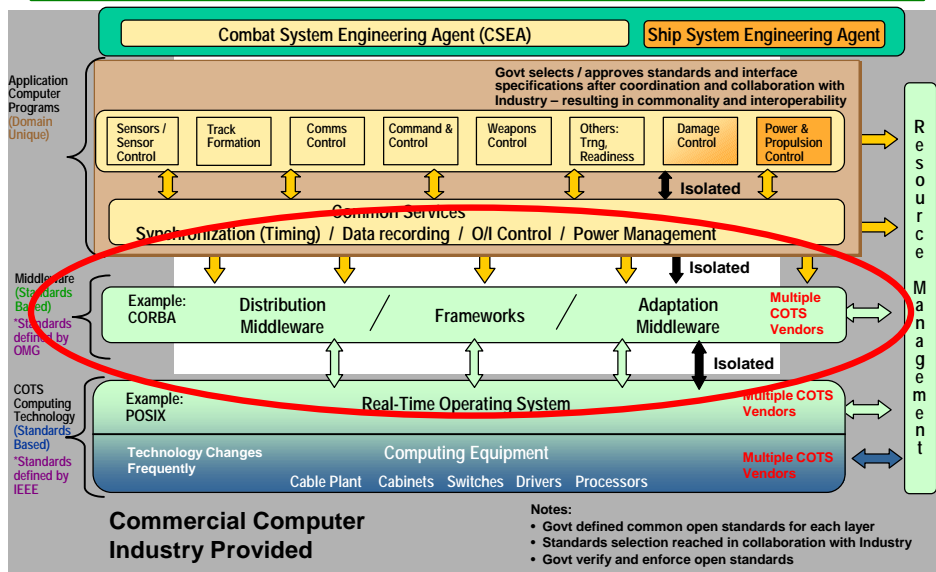 Combat System Engineering Agent (CSEA)
Ship System Engineering Agent
Application
Computer
Programs
(Domain
Unique)
Govt selects / approves standards and interface
specifications after coordination and collaboration with
Industry – resulting in commonality and interoperability
Sensors /
Sensor
Control
Track
Formation
Comms
Control
Command &
Control
Weapons
Control
Others:
Trng,
Readiness
Damage
Control
Power &
Propulsion
Control
Isolated
Common Services
Synchronization (Timing) / Data recording / O/I Control / Power Management
Isolated
Middleware
(Standards
Based)
*Standards
defined by
OMG
Example:
CORBA
Distribution
Middleware
/
Frameworks
/
Adaptation
Middleware
Multiple
COTS
Vendors
Isolated
COTS
Computing
Technology
(Standards
Based)
*Standards
defined by
IEEE
Example:
POSIX
Real-Time Operating System
Multiple COTS
Vendors
Technology Changes
Frequently
Computing Equipment
Cable Plant Cabinets Switches Drivers Processors
Multiple COTS
Vendors
Resource Management
Commercial Computer
Industry Provided
Notes:
• Govt defined common open standards for each layer
• Standards selection reached in collaboration with Industry
• Govt verify and enforce open standards